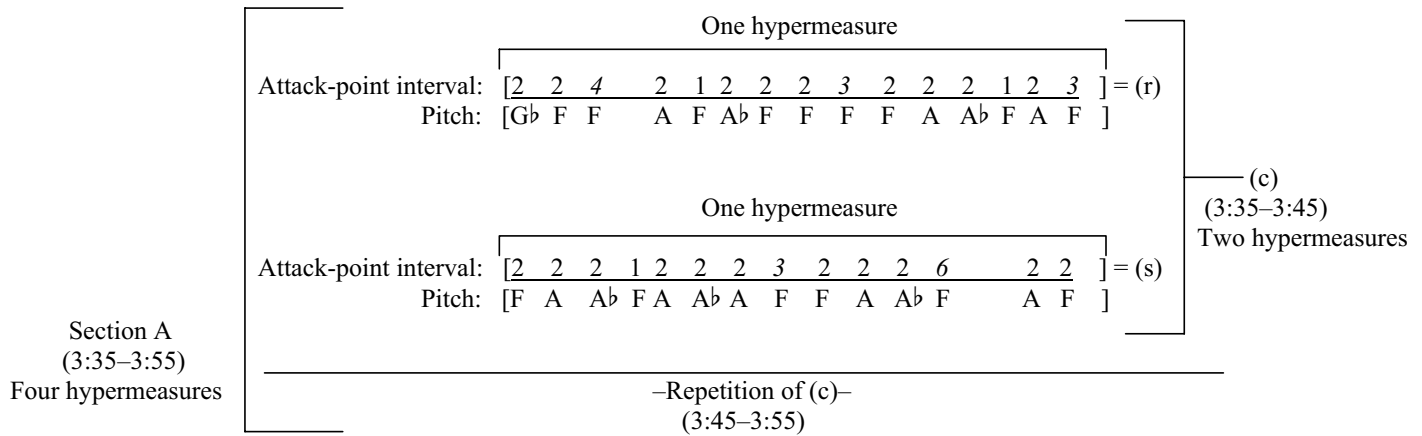 One hypermeasure
Attack-point interval: [2 2 4 2 1 2 2 2 3 2 2 2 1 2 3 ] = (r)
Pitch: [G♭ F F A F A♭ F F F F A A♭ F A F ]
(c)
(3:35–3:45)
Two hypermeasures
One hypermeasure
Attack-point interval: [2 2 2 1 2 2 2 3 2 2 2 6 2 2 ] = (s)
Pitch: [F A A♭ F A A♭ A F F A A♭ F A F ]
Section A
(3:35–3:55)
Four hypermeasures
–Repetition of (c)–
(3:45–3:55)